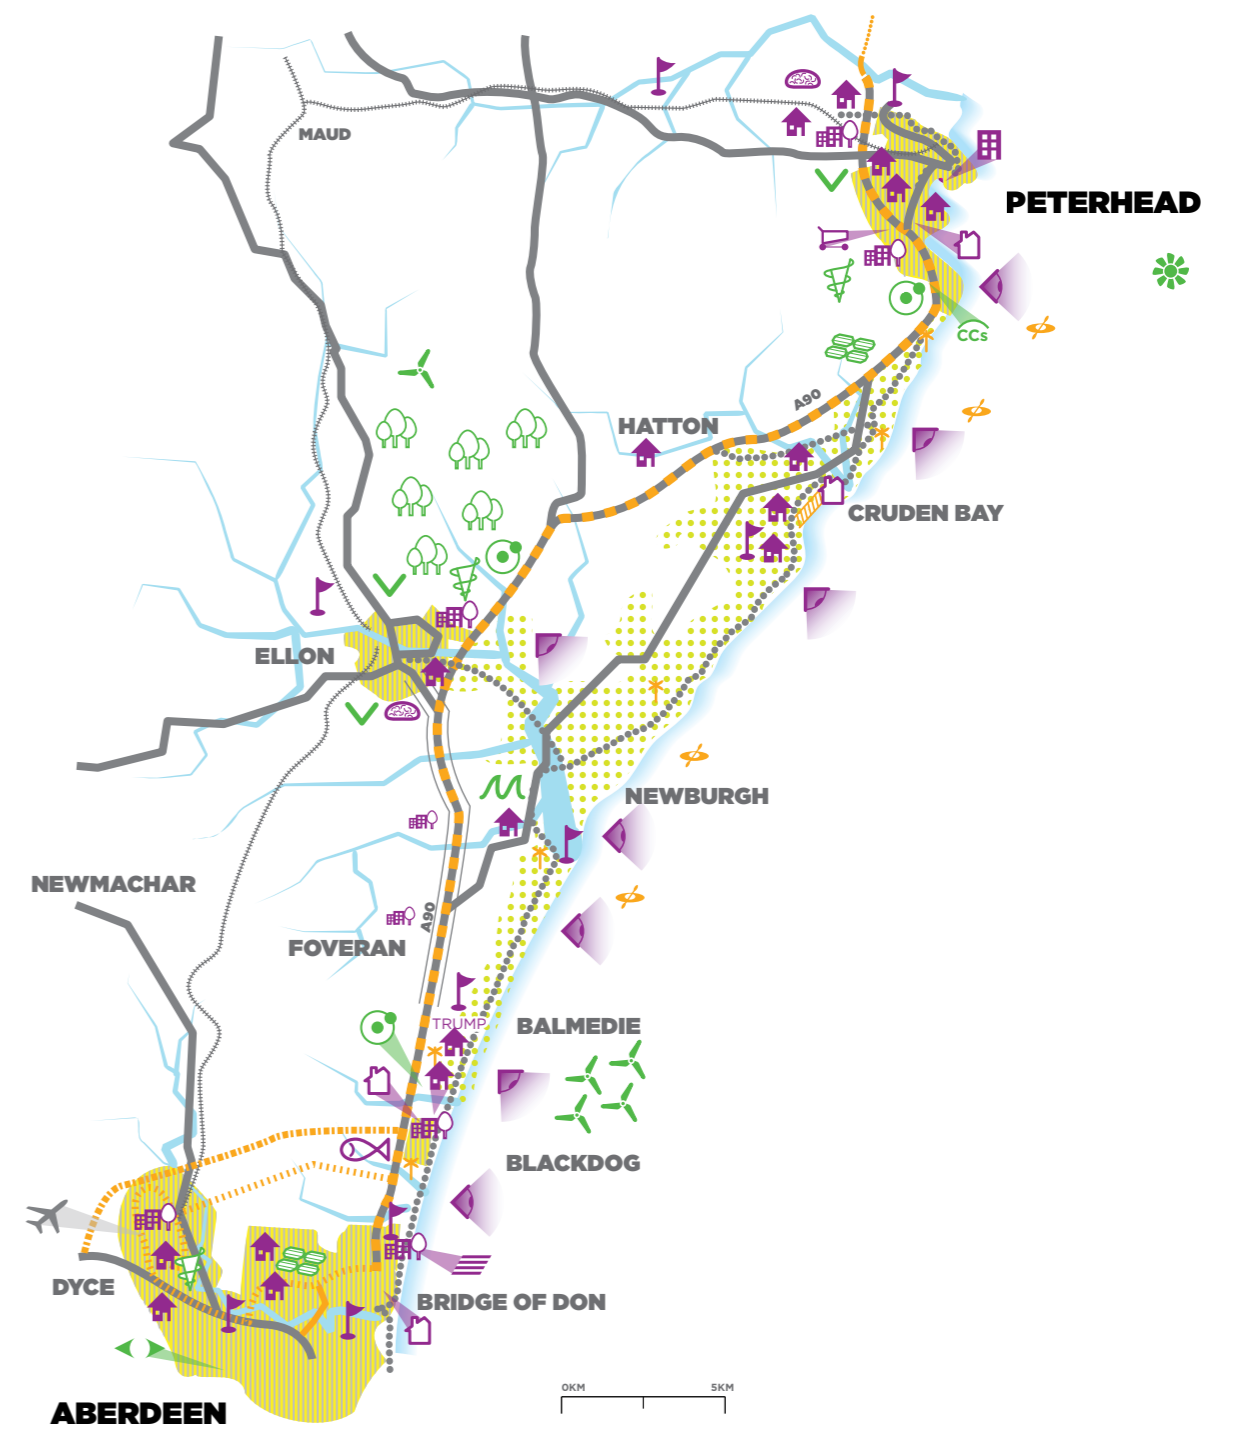 MAUD
PETERHEAD
CCs
A90
HATTON
CRUDEN BAY
ELLON
NEWBURGH
NEWMACHAR
A90
FOVERAN
TRUMP
BALMEDIE
BLACKDOG
DYCE
BRIDGE OF DON
0KM 5KM
ABERDEEN